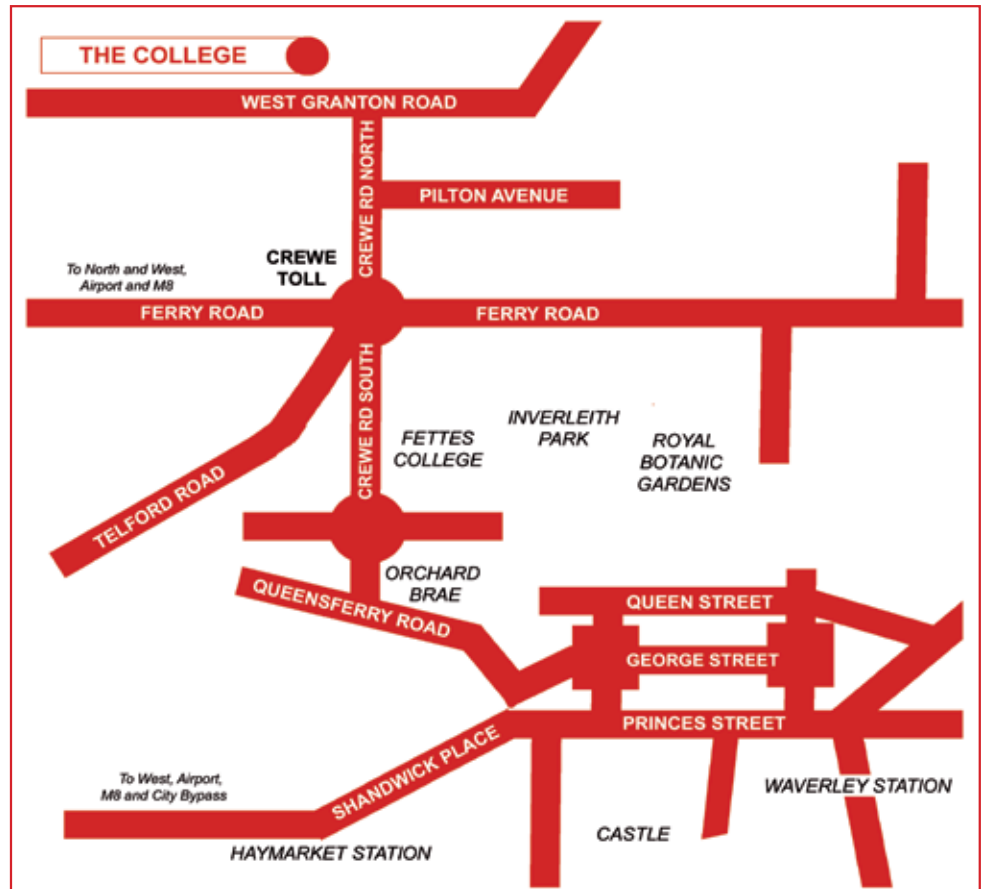 THE COLLEGE
WEST GRANTON ROAD
CREWE RD NORTH
PILTON AVENUE
CREWE
TOLL
To North and West,
Airport and M8
FERRY ROAD
FERRY ROAD
CREWE RD SOUTH
FETTES
COLLEGE
INVERLEITH
PARK
ROYAL
BOTANIC
GARDENS
TELFORD ROAD
ORCHARD
BRAE
QUEENSFERRY ROAD
QUEEN STREET
GEORGE STREET
PRINCES STREET
SHANDWICK PLACE
To West, Airport,
M8 and City Bypass
WAVERLEY STATION
CASTLE
HAYMARKET STATION